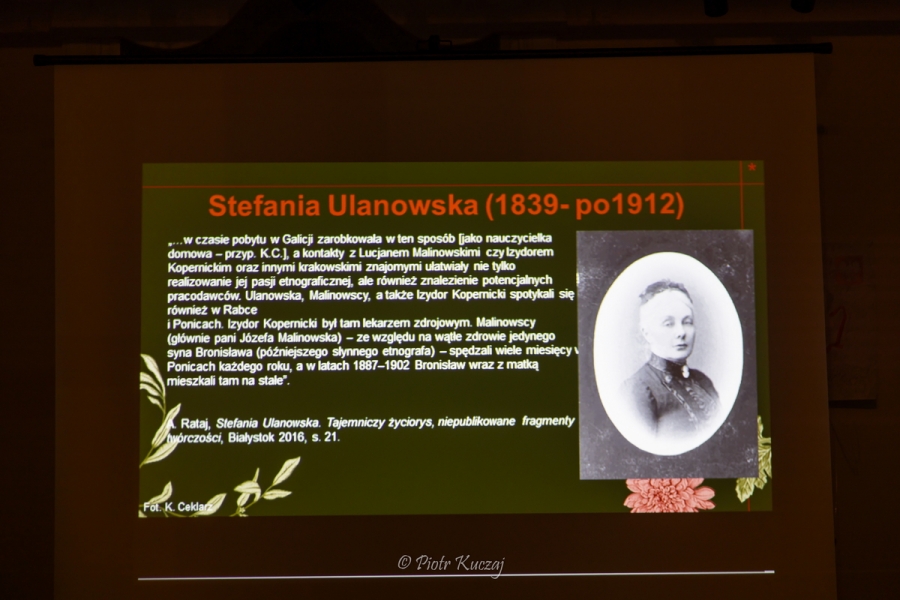 Stefania Ulanowska (1839- po1912)
„…w czasie pobytu w Galicji zarobkowała w ten sposób [jako nauczycielka
domowa – przyp. K.C.], a kontakty z Lucjanem Malinowskimi czy Izydorem
Kopernickim oraz innymi krakowskimi znajomymi ułatwiały nie tylko
realizowanie jej pasji etnograficznej, ale również znalezienie potencjalnych
pracodawców. Ulanowska, Malinowscy, a także Izydor Kopernicki spotykali się
również w Rabce
i Ponicach. Izydor Kopernicki był tam lekarzem zdrojowym. Malinowscy
(głównie pani Józefa Malinowska) – ze względu na wątłe zdrowie jedynego
syna Bronisława (późniejszego słynnego etnografa) – spędzali wiele miesięcy w
Ponicach każdego roku, a w latach 1887–1902 Bronisław wraz z matką
mieszkali tam na stałe”.
A. Rataj, Stefania Ulanowska. Tajemniczy życiorys, niepublikowane fragmenty
twórczości, Białystok 2016, s. 21.
Fot. K. Ceklarz
© Piotr Kuczaj